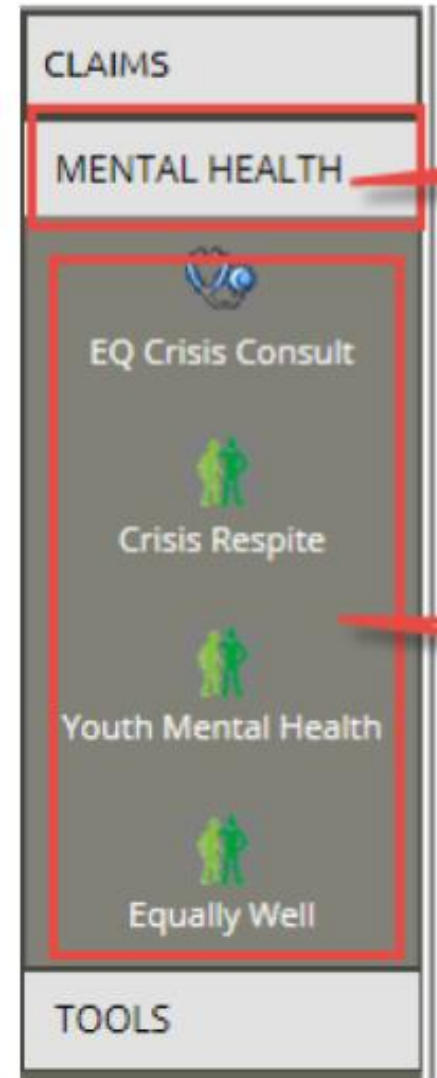 CLAIMS
MENTAL HEALTH
EQ Crisis Consult
Crisis Respite
Youth Mental Health
Equally Well
TOOLS